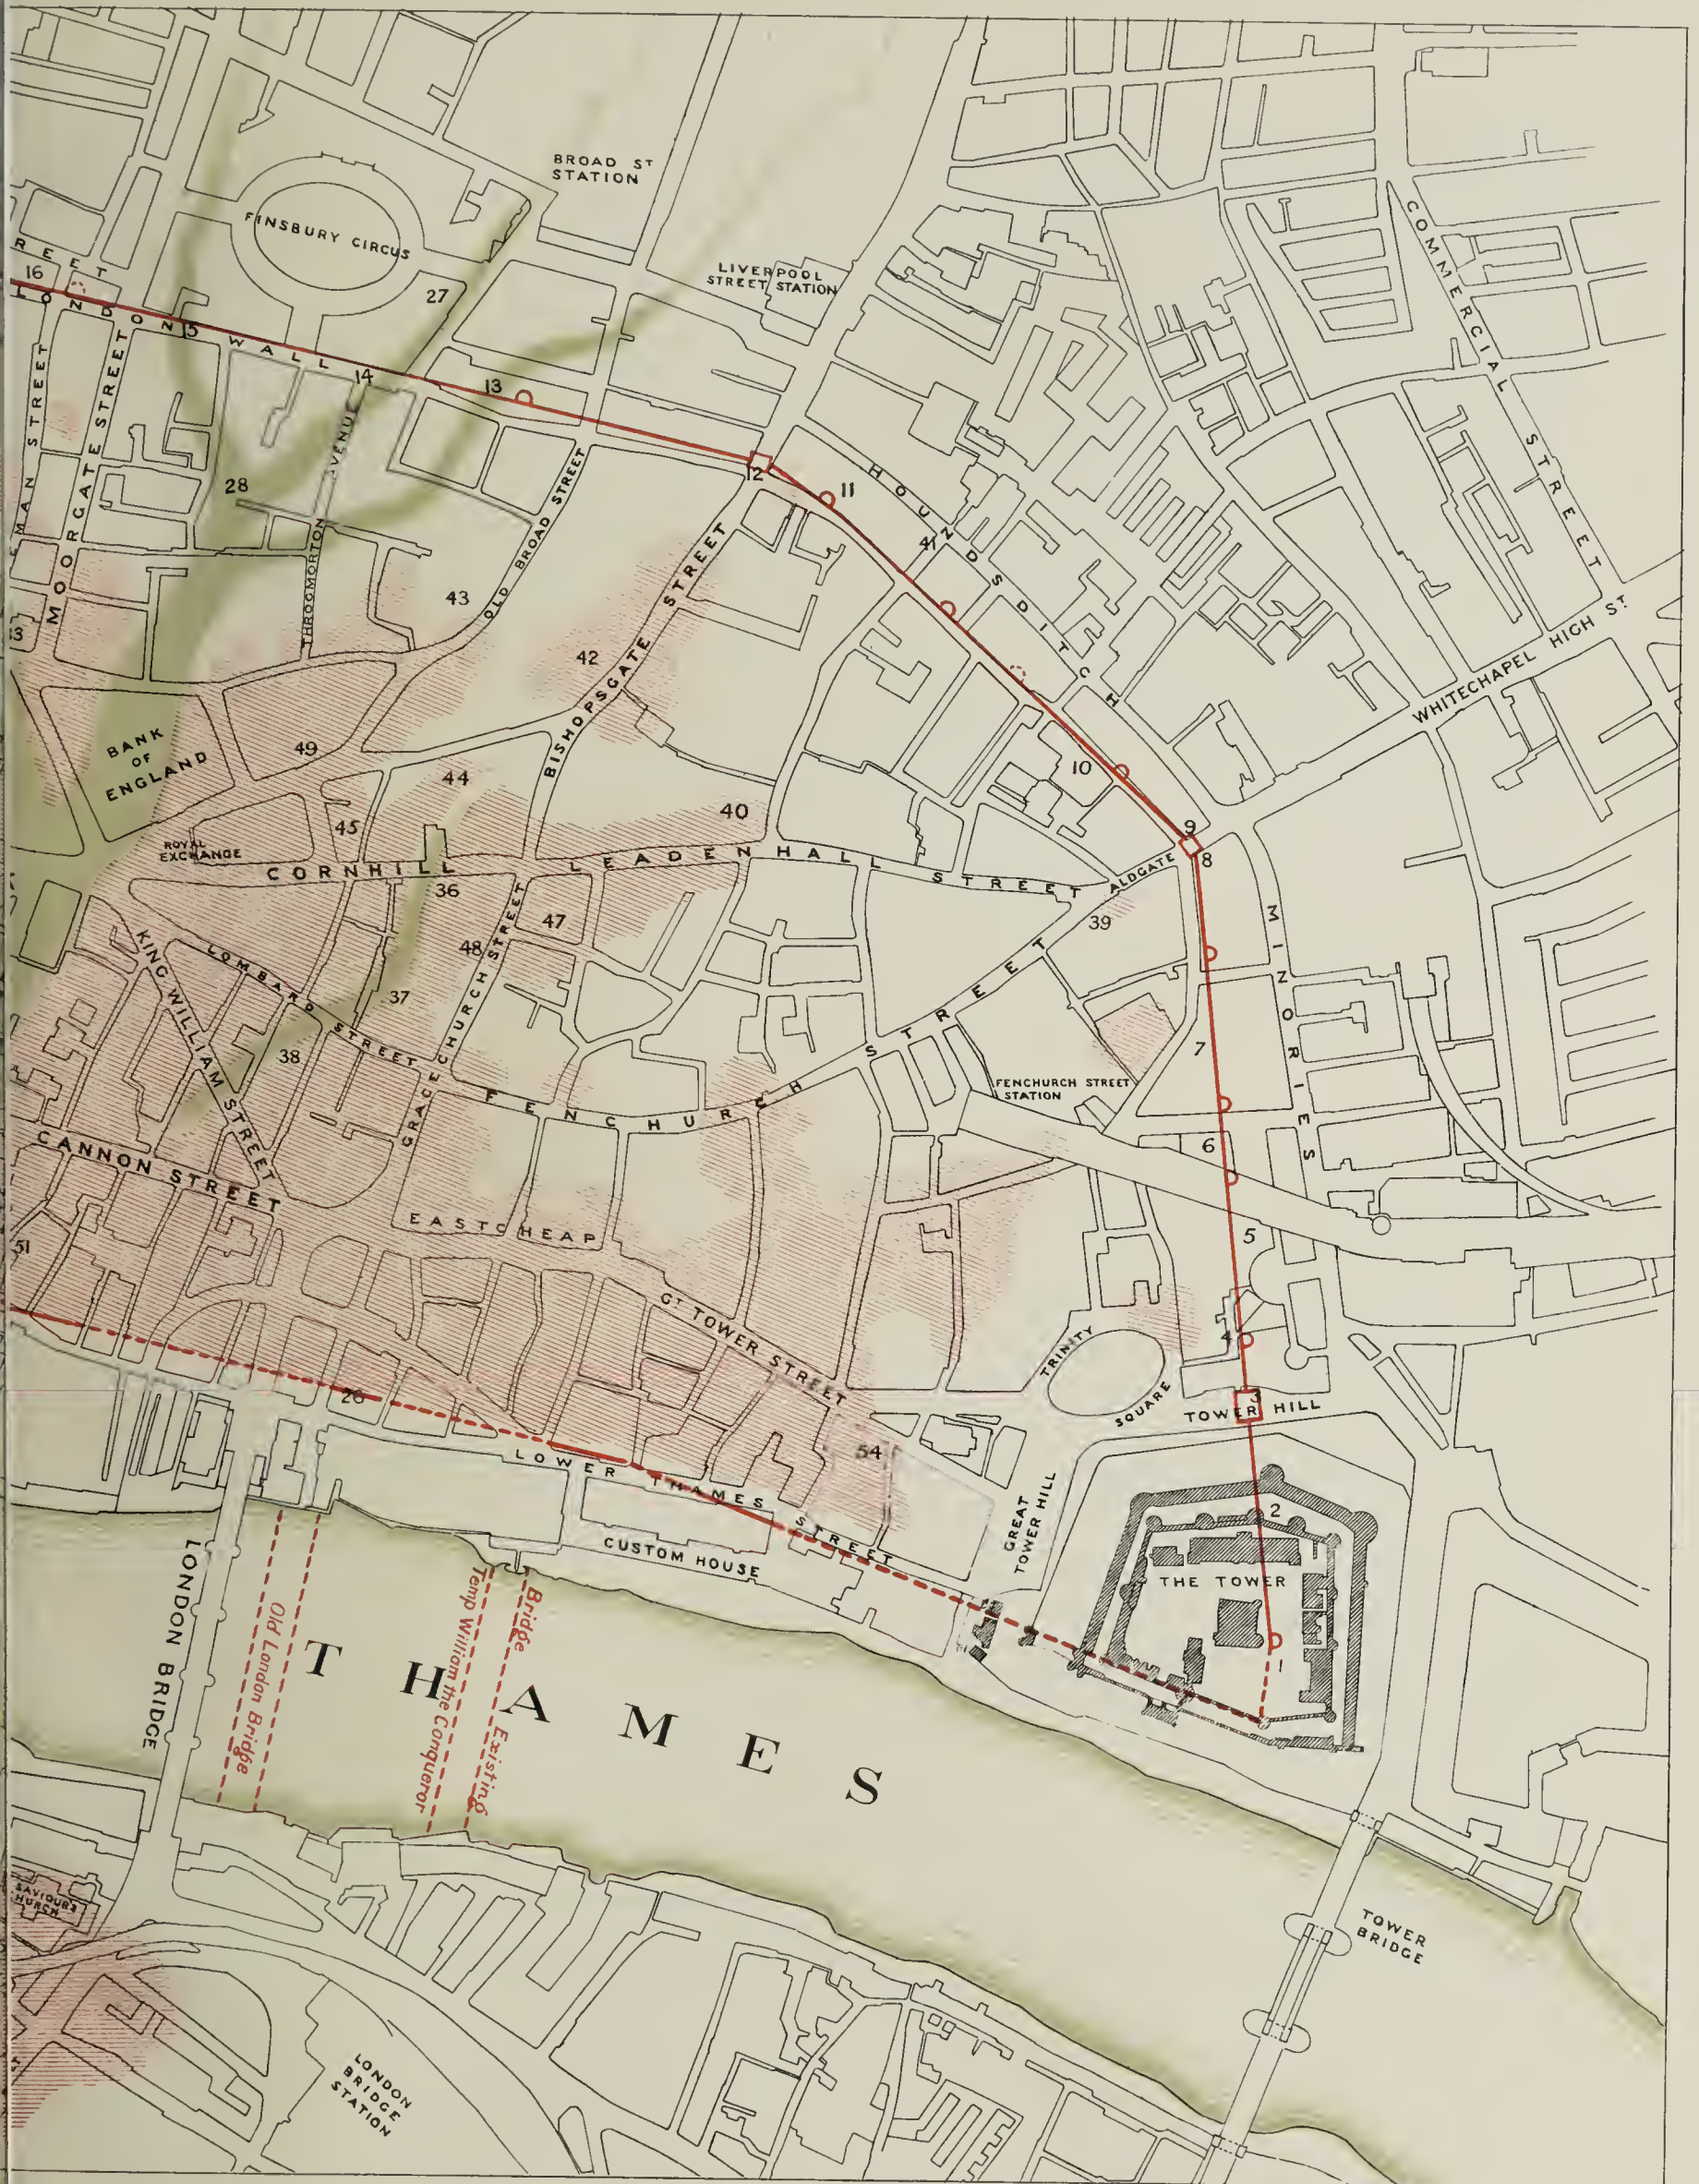 BROAD ST
STATION
FINSBURY CIRCUS
LIVERPOOL
STREET STATION
COMMERCIAL STREET
REET
16
27
LONDON WALL
15
14
13
12
11
HOUNDSDITCH
MAN STREET
MOORGATE STREET
AVENUE
THROGMORTON
28
OLD BROAD STREET
43
41
BISHOPSGATE STREET
42
WHITECHAPEL HIGH ST
BANK
OF
ENGLAND
49
44
45
40
10
9
8
ROYAL
EXCHANGE
CORNHILL
LEADENHALL STREET
ALDGATE
36
47
48
39
MINORIES
KING WILLIAM STREET
LOMBARD STREET
37
38
GRACECHURCH STREET
FENCHURCH STREET
7
FENCHURCH STREET
STATION
6
CANNON STREET
EASTCHEAP
5
51
GT TOWER STREET
TRINITY
SQUARE
4
3
TOWER HILL
26
54
LOWER THAMES STREET
CUSTOM HOUSE
GREAT
TOWER HILL
2
THE TOWER
1
LONDON BRIDGE
Old London Bridge
Temp William the Conqueror
Existing Bridge
THAMES
SAVIOUR'S
HURCH
TOWER
BRIDGE
LONDON
BRIDGE
STATION